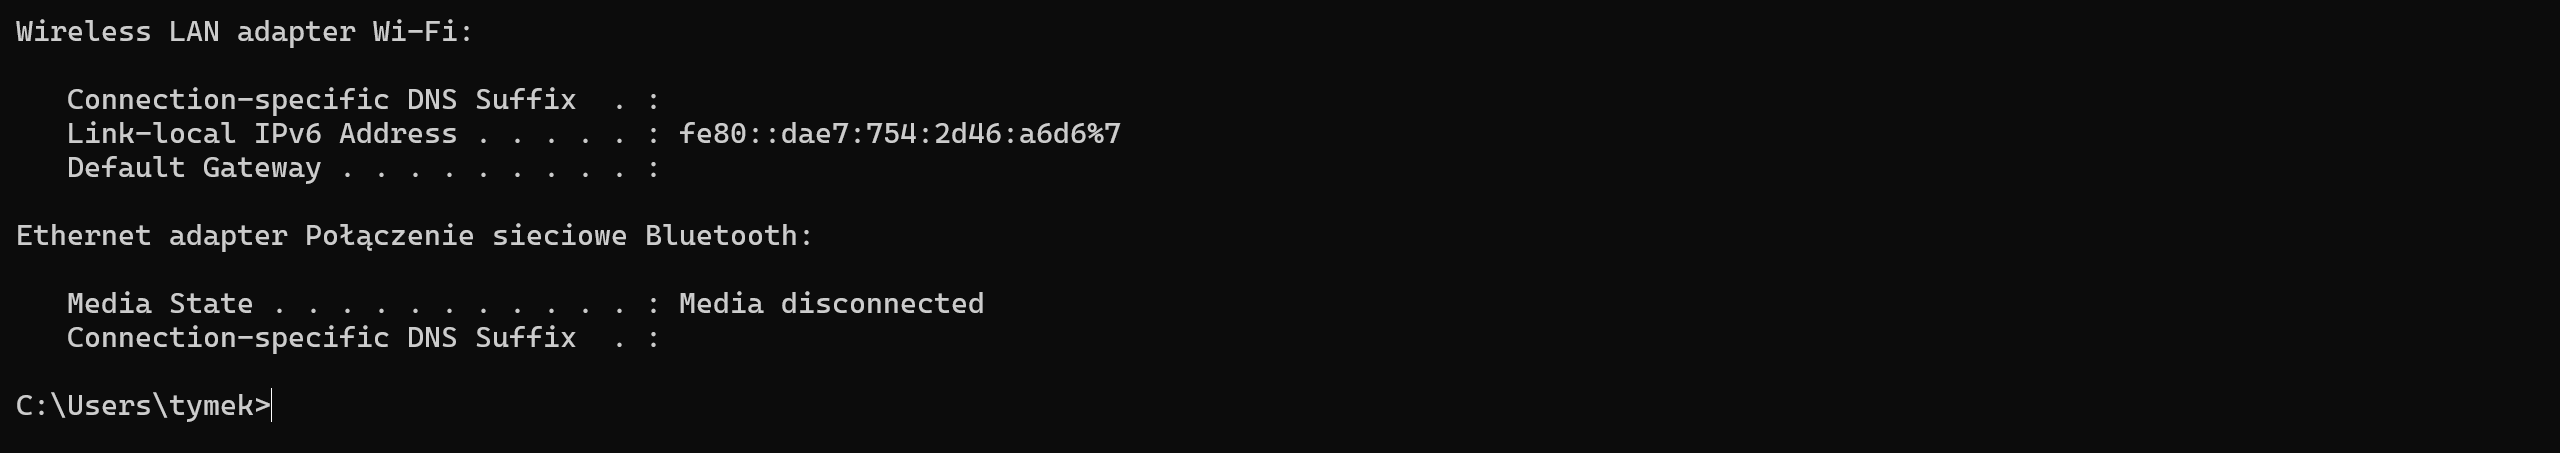 Wireless LAN adapter Wi-Fi:
Connection-specific DNS Suffix  . :
Link-local IPv6 Address . . . . . : fe80::dae7:754:2d46:a6d6%7
Default Gateway . . . . . . . . . :
Ethernet adapter Połączenie sieciowe Bluetooth:
Media State . . . . . . . . . . . : Media disconnected
Connection-specific DNS Suffix  . :
C:\Users\tymek>